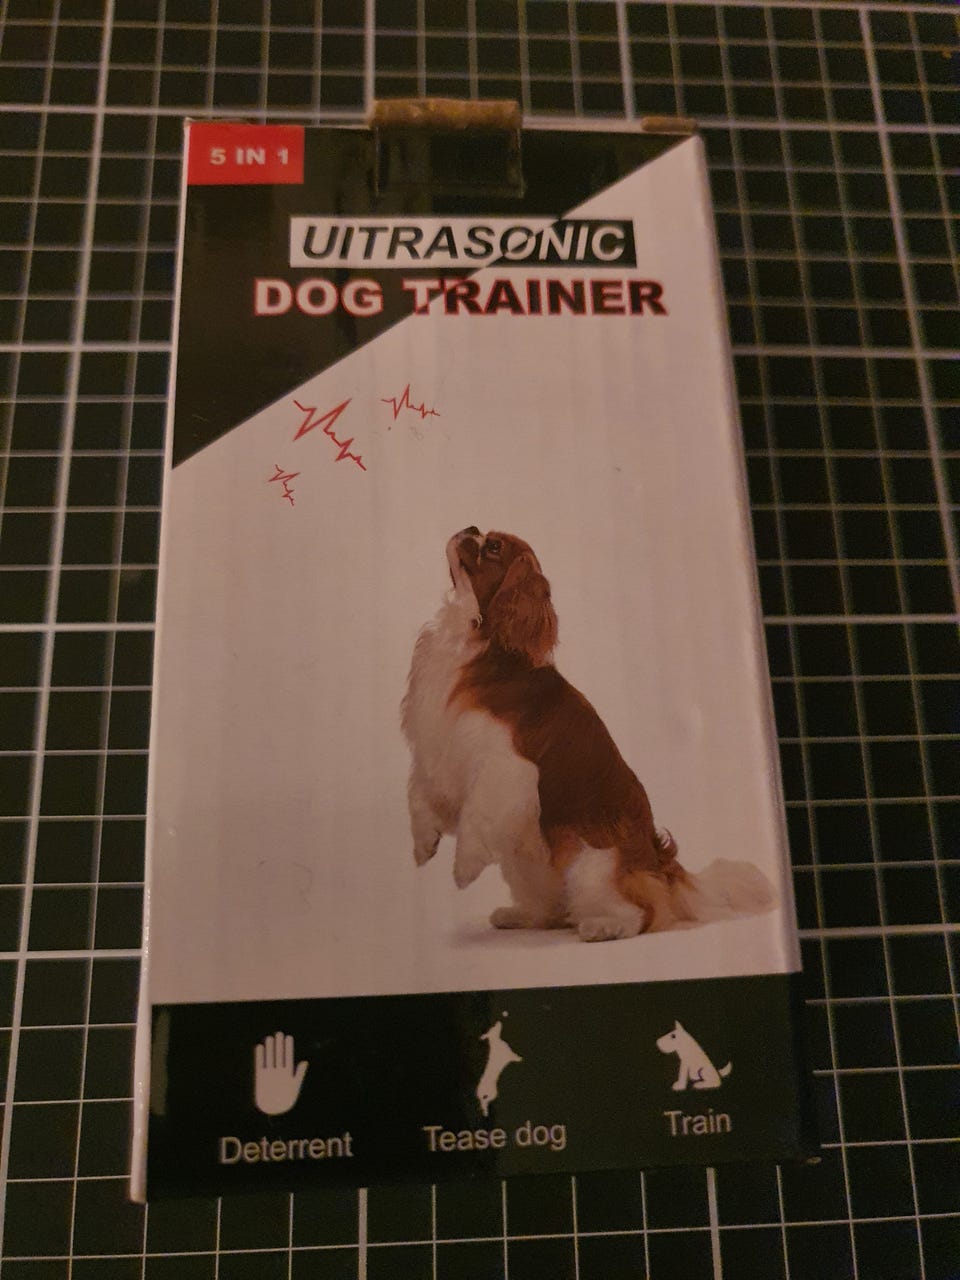 5 IN 1
UITRASONIC
DOG TRAINER
Deterrent
Tease dog
Train